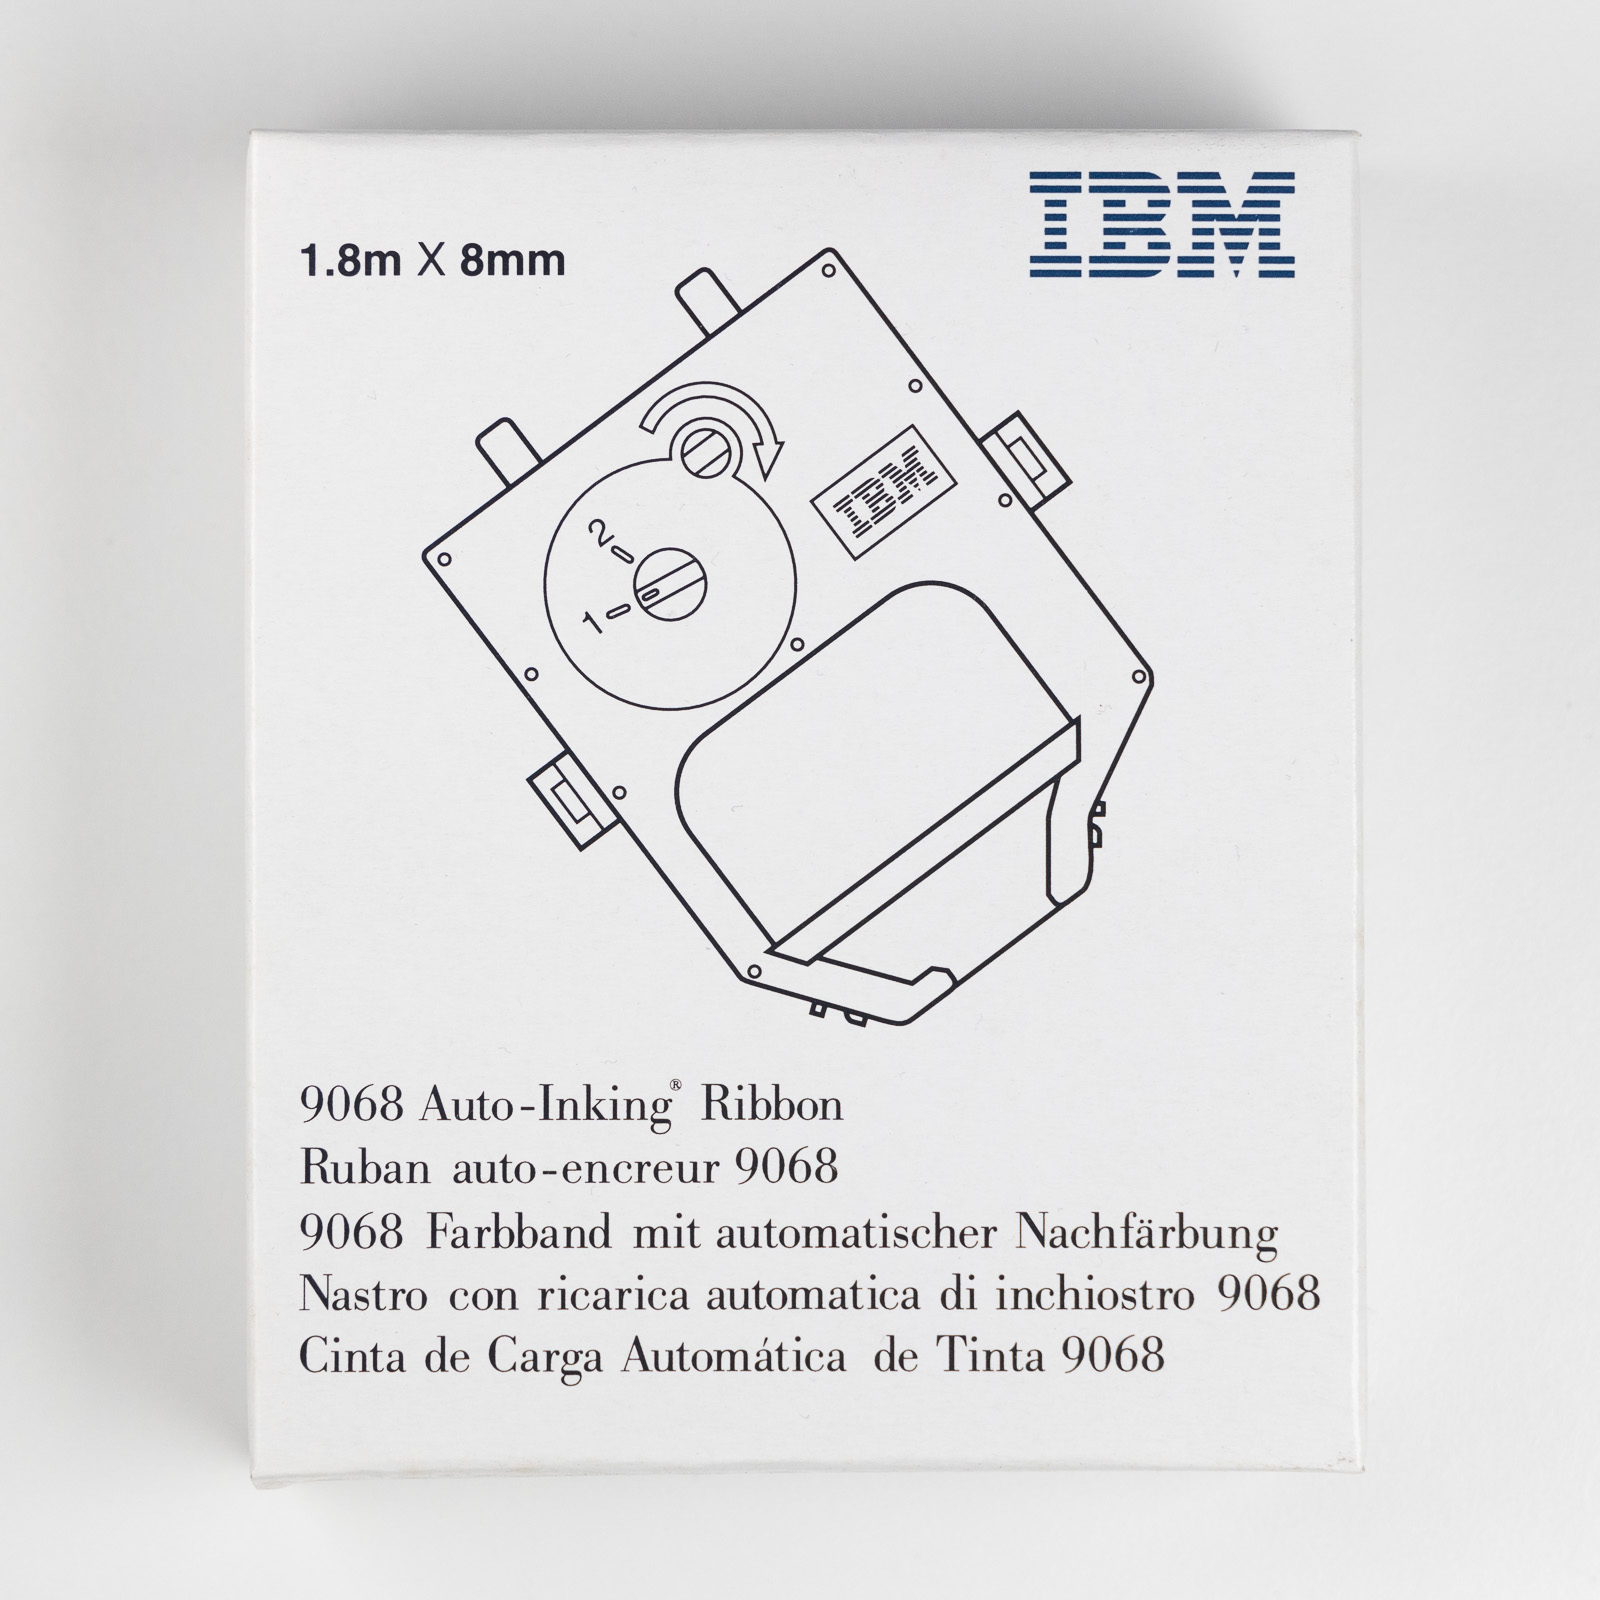 IBM
1.8m X 8mm
IBM
2
1
9068 Auto-Inking® Ribbon
Ruban auto-encreur 9068
9068 Farbband mit automatischer Nachfärbung
Nastro con ricarica automatica di inchiostro 9068
Cinta de Carga Automática de Tinta 9068